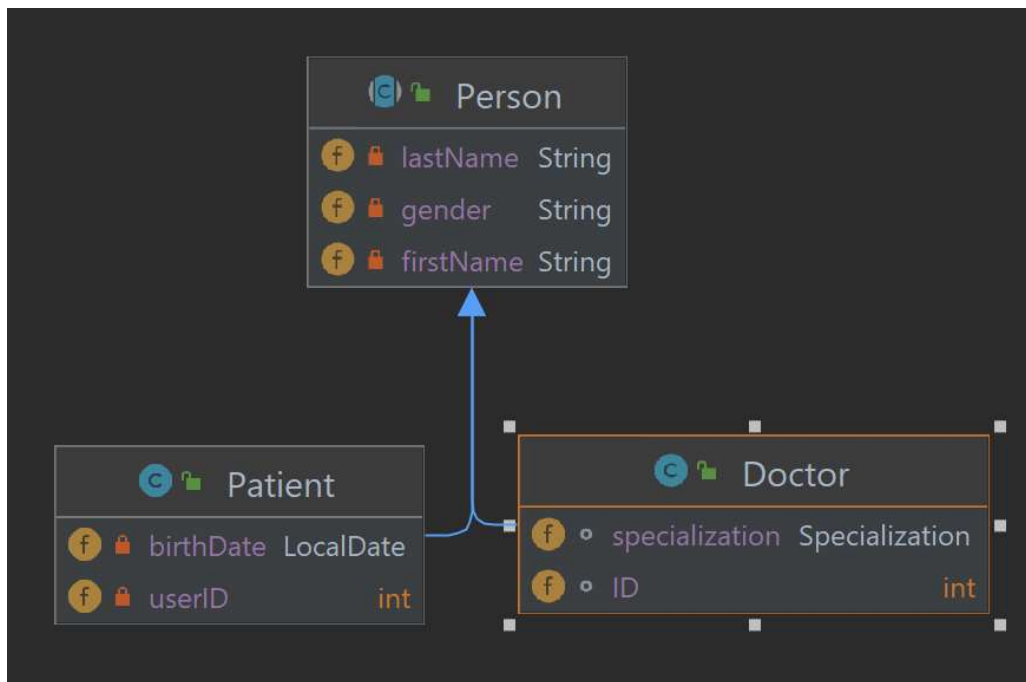 Person
lastName String
gender String
firstName String
Patient
birthDate LocalDate
userID int
Doctor
specialization Specialization
ID int